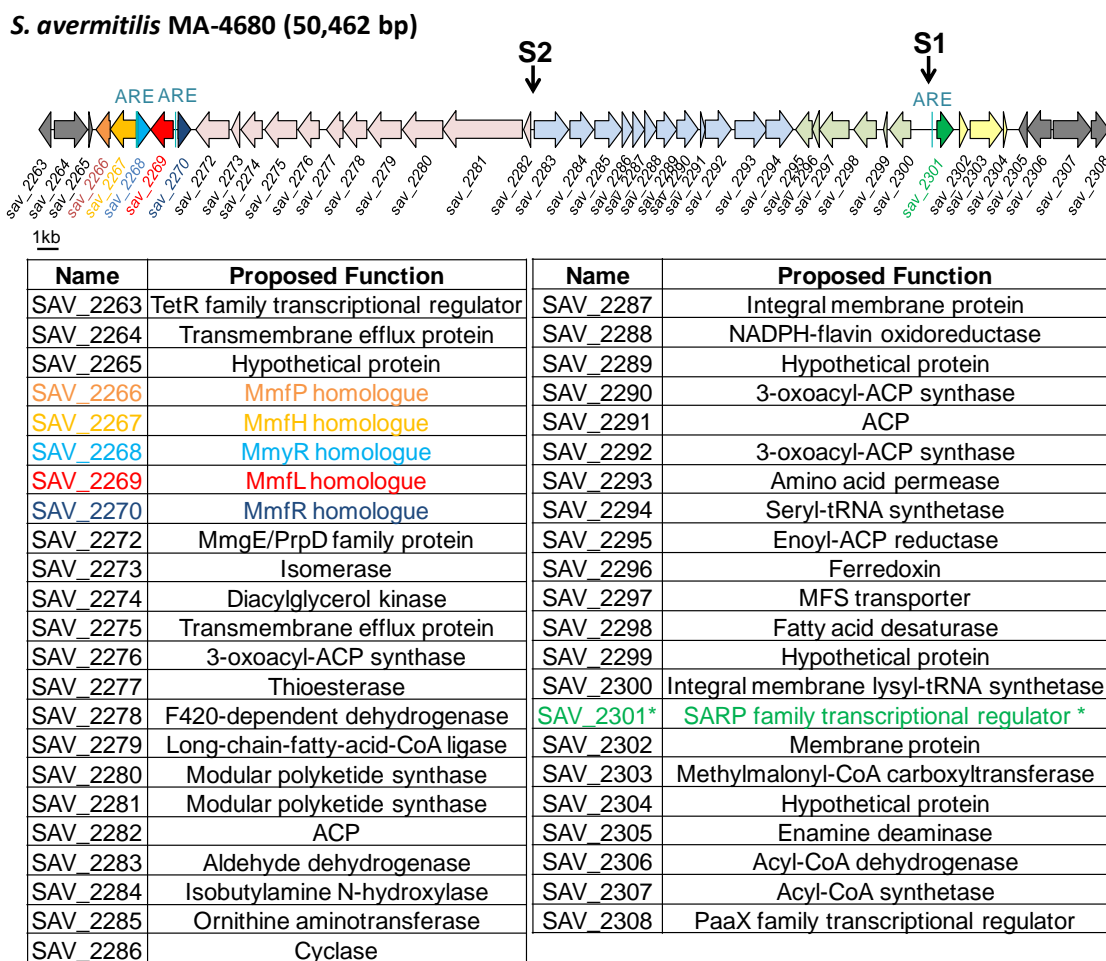 S. avermitilis MA-4680 (50,462 bp)
S2
S1
ARE ARE
ARE
sav_2263
sav_2264
sav_2265
sav_2266
sav_2267
sav_2268
sav_2269
sav_2270
sav_2272
sav_2273
sav_2274
sav_2275
sav_2276
sav_2277
sav_2278
sav_2279
sav_2280
sav_2281
sav_2282
sav_2283
sav_2284
sav_2285
sav_2286
sav_2287
sav_2288
sav_2289
sav_2290
sav_2291
sav_2292
sav_2293
sav_2294
sav_2295
sav_2296
sav_2297
sav_2298
sav_2299
sav_2300
sav_2301
sav_2302
sav_2303
sav_2304
sav_2305
sav_2306
sav_2307
sav_2308
1kb
Name Proposed Function
SAV_2263 TetR family transcriptional regulator
SAV_2264 Transmembrane efflux protein
SAV_2265 Hypothetical protein
SAV_2266 MmfP homologue
SAV_2267 MmfH homologue
SAV_2268 MmyR homologue
SAV_2269 MmfL homologue
SAV_2270 MmfR homologue
SAV_2272 MmgE/PrpD family protein
SAV_2273 Isomerase
SAV_2274 Diacylglycerol kinase
SAV_2275 Transmembrane efflux protein
SAV_2276 3-oxoacyl-ACP synthase
SAV_2277 Thioesterase
SAV_2278 F420-dependent dehydrogenase
SAV_2279 Long-chain-fatty-acid-CoA ligase
SAV_2280 Modular polyketide synthase
SAV_2281 Modular polyketide synthase
SAV_2282 ACP
SAV_2283 Aldehyde dehydrogenase
SAV_2284 Isobutylamine N-hydroxylase
SAV_2285 Ornithine aminotransferase
SAV_2286 Cyclase
Name Proposed Function
SAV_2287 Integral membrane protein
SAV_2288 NADPH-flavin oxidoreductase
SAV_2289 Hypothetical protein
SAV_2290 3-oxoacyl-ACP synthase
SAV_2291 ACP
SAV_2292 3-oxoacyl-ACP synthase
SAV_2293 Amino acid permease
SAV_2294 Seryl-tRNA synthetase
SAV_2295 Enoyl-ACP reductase
SAV_2296 Ferredoxin
SAV_2297 MFS transporter
SAV_2298 Fatty acid desaturase
SAV_2299 Hypothetical protein
SAV_2300 Integral membrane lysyl-tRNA synthetase
SAV_2301* SARP family transcriptional regulator *
SAV_2302 Membrane protein
SAV_2303 Methylmalonyl-CoA carboxyltransferase
SAV_2304 Hypothetical protein
SAV_2305 Enamine deaminase
SAV_2306 Acyl-CoA dehydrogenase
SAV_2307 Acyl-CoA synthetase
SAV_2308 PaaX family transcriptional regulator